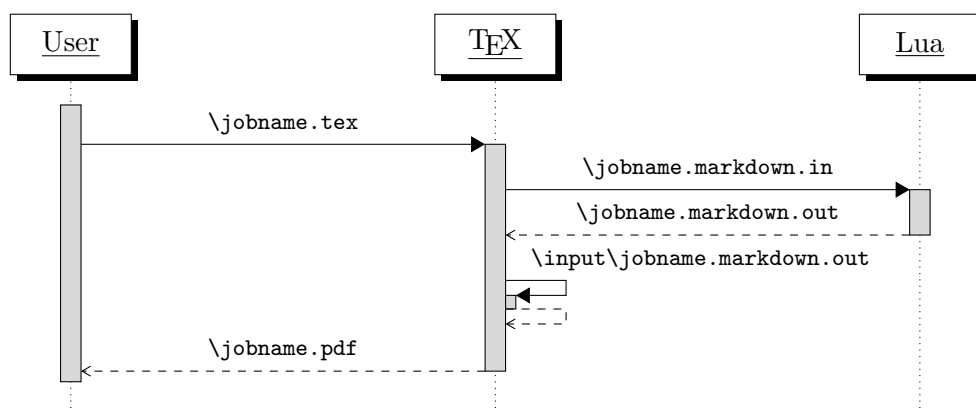 User
TEX
Lua
\jobname.tex
\jobname.markdown.in
\jobname.markdown.out
\input\jobname.markdown.out
\jobname.pdf